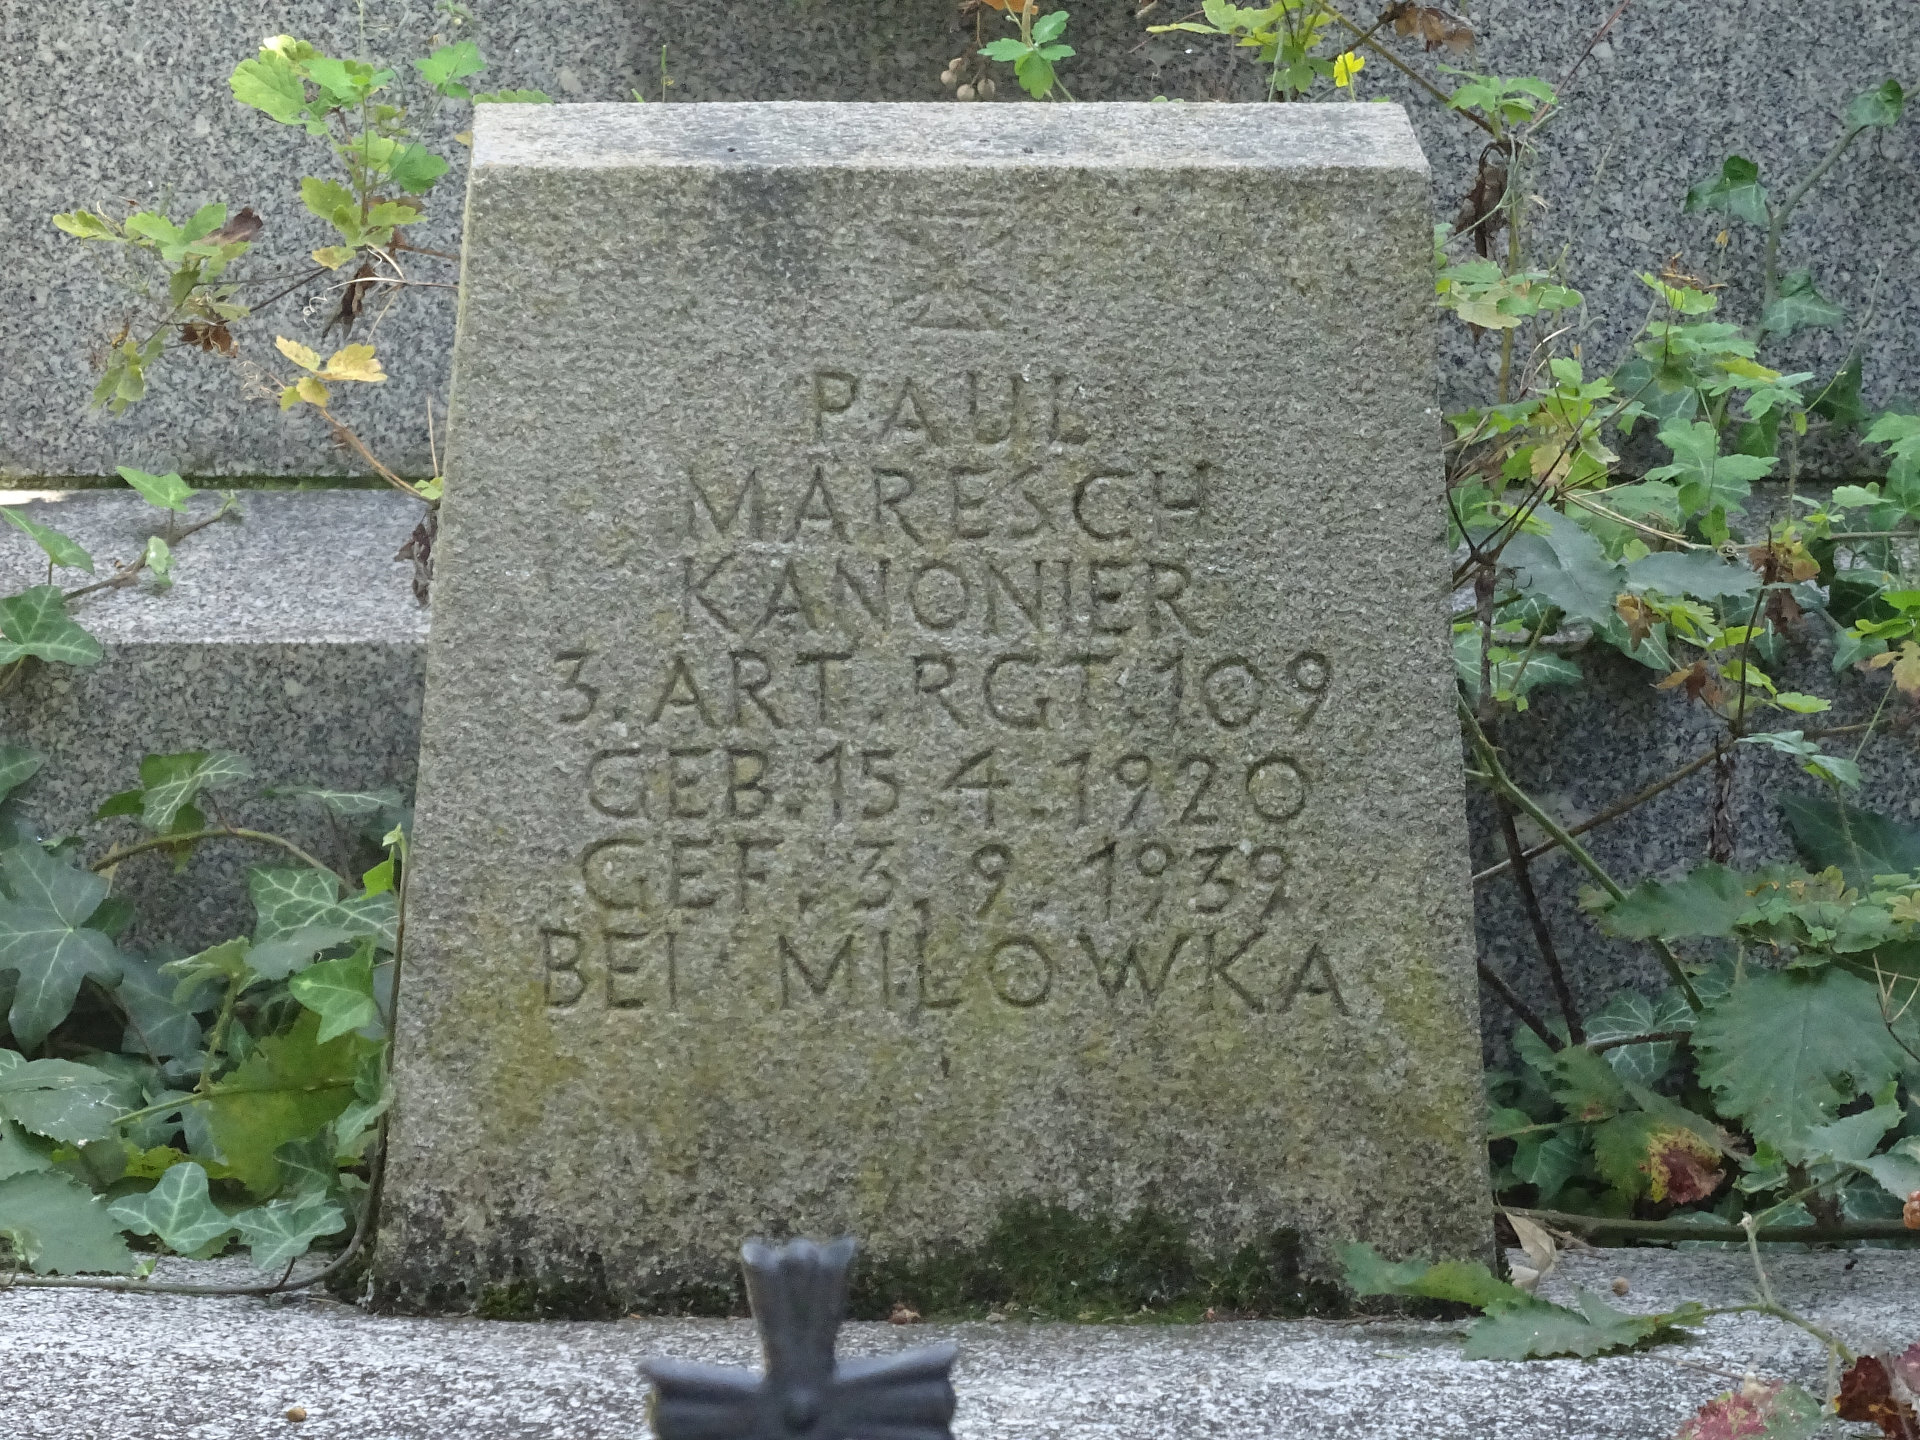 PAUL
MARESCH
KANONIER
3. ART. RGT. 109
GEB. 15. 4. 1920
GEF. 3. 9. 1939
BEI MILOWKA